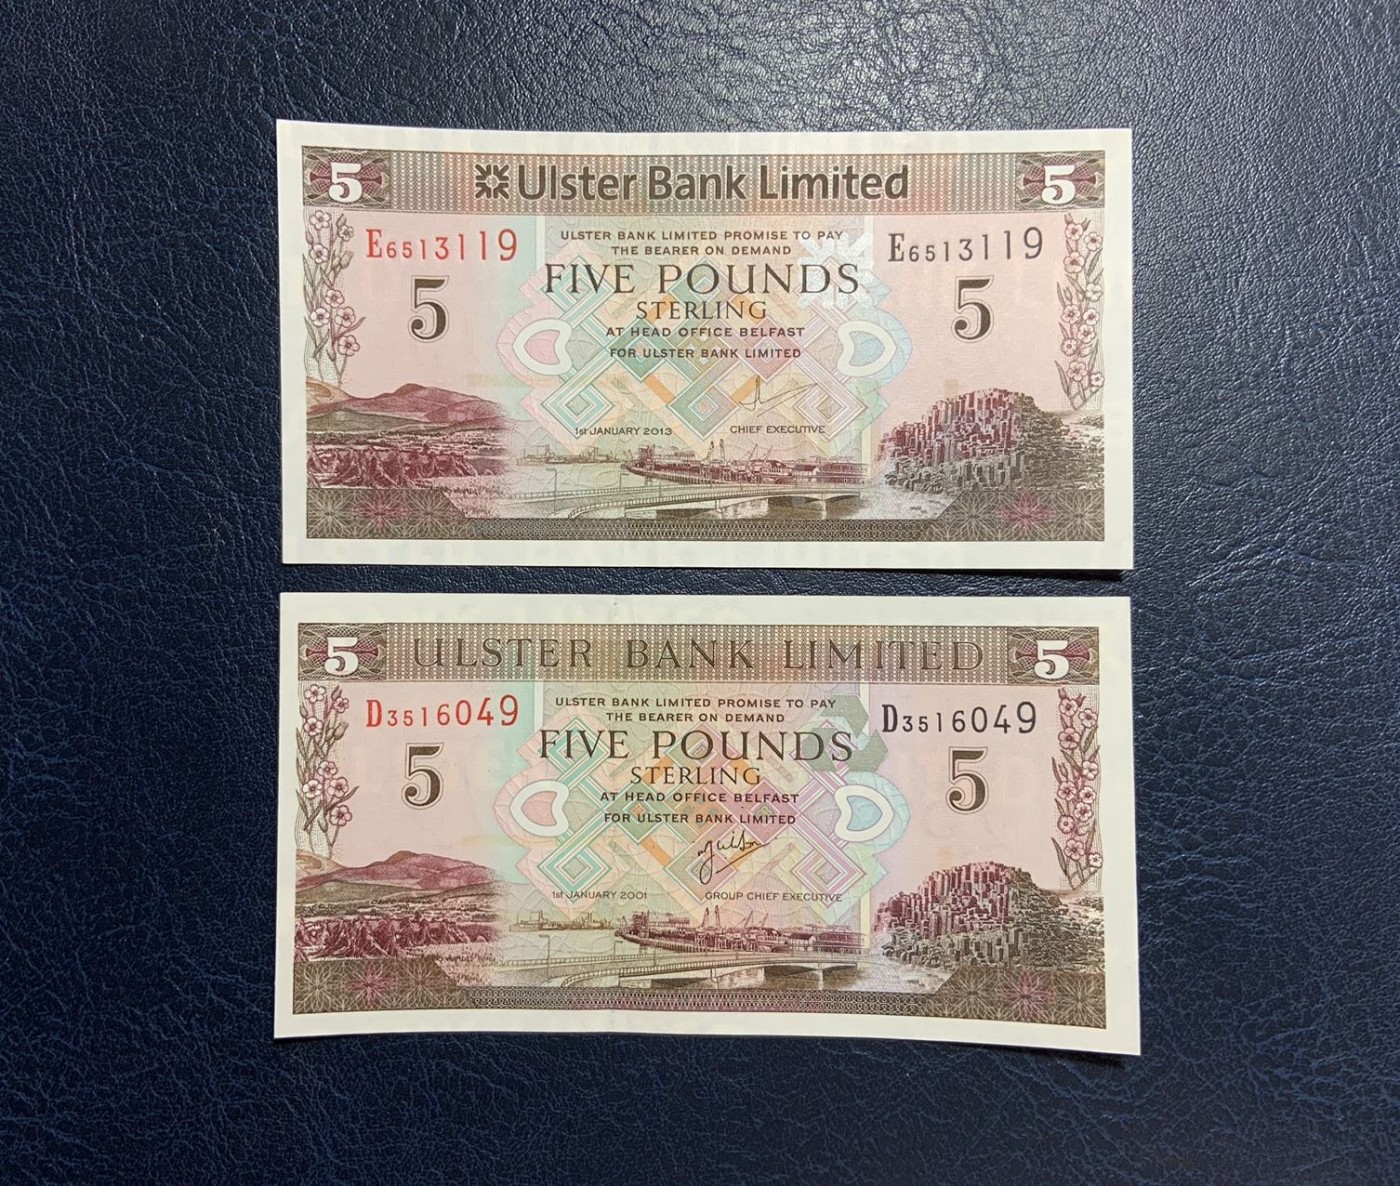 5 Ulster Bank Limited 5
E6513119 E6513119
ULSTER BANK LIMITED PROMISE TO PAY
THE BEARER ON DEMAND
FIVE POUNDS
STERLING
5 5
AT HEAD OFFICE BELFAST
FOR ULSTER BANK LIMITED
1st JANUARY 2013 CHIEF EXECUTIVE
5 ULSTER BANK LIMITED 5
D3516049 D3516049
ULSTER BANK LIMITED PROMISE TO PAY
THE BEARER ON DEMAND
FIVE POUNDS
STERLING
5 5
AT HEAD OFFICE BELFAST
FOR ULSTER BANK LIMITED
1st JANUARY 2001 GROUP CHIEF EXECUTIVE